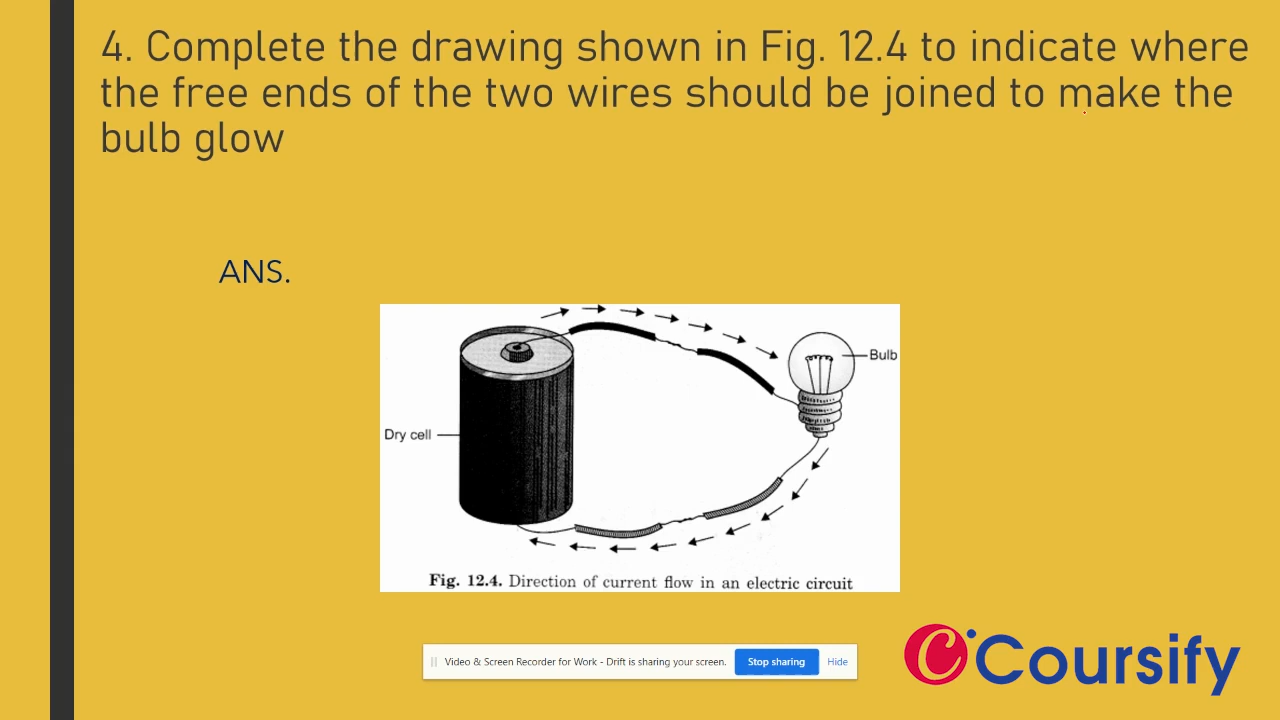 4. Complete the drawing shown in Fig. 12.4 to indicate where
the free ends of the two wires should be joined to make the
bulb glow
ANS.
Bulb
Dry cell
Fig. 12.4. Direction of current flow in an electric circuit
Video & Screen Recorder for Work - Drift is sharing your screen. Stop sharing Hide
Coursify